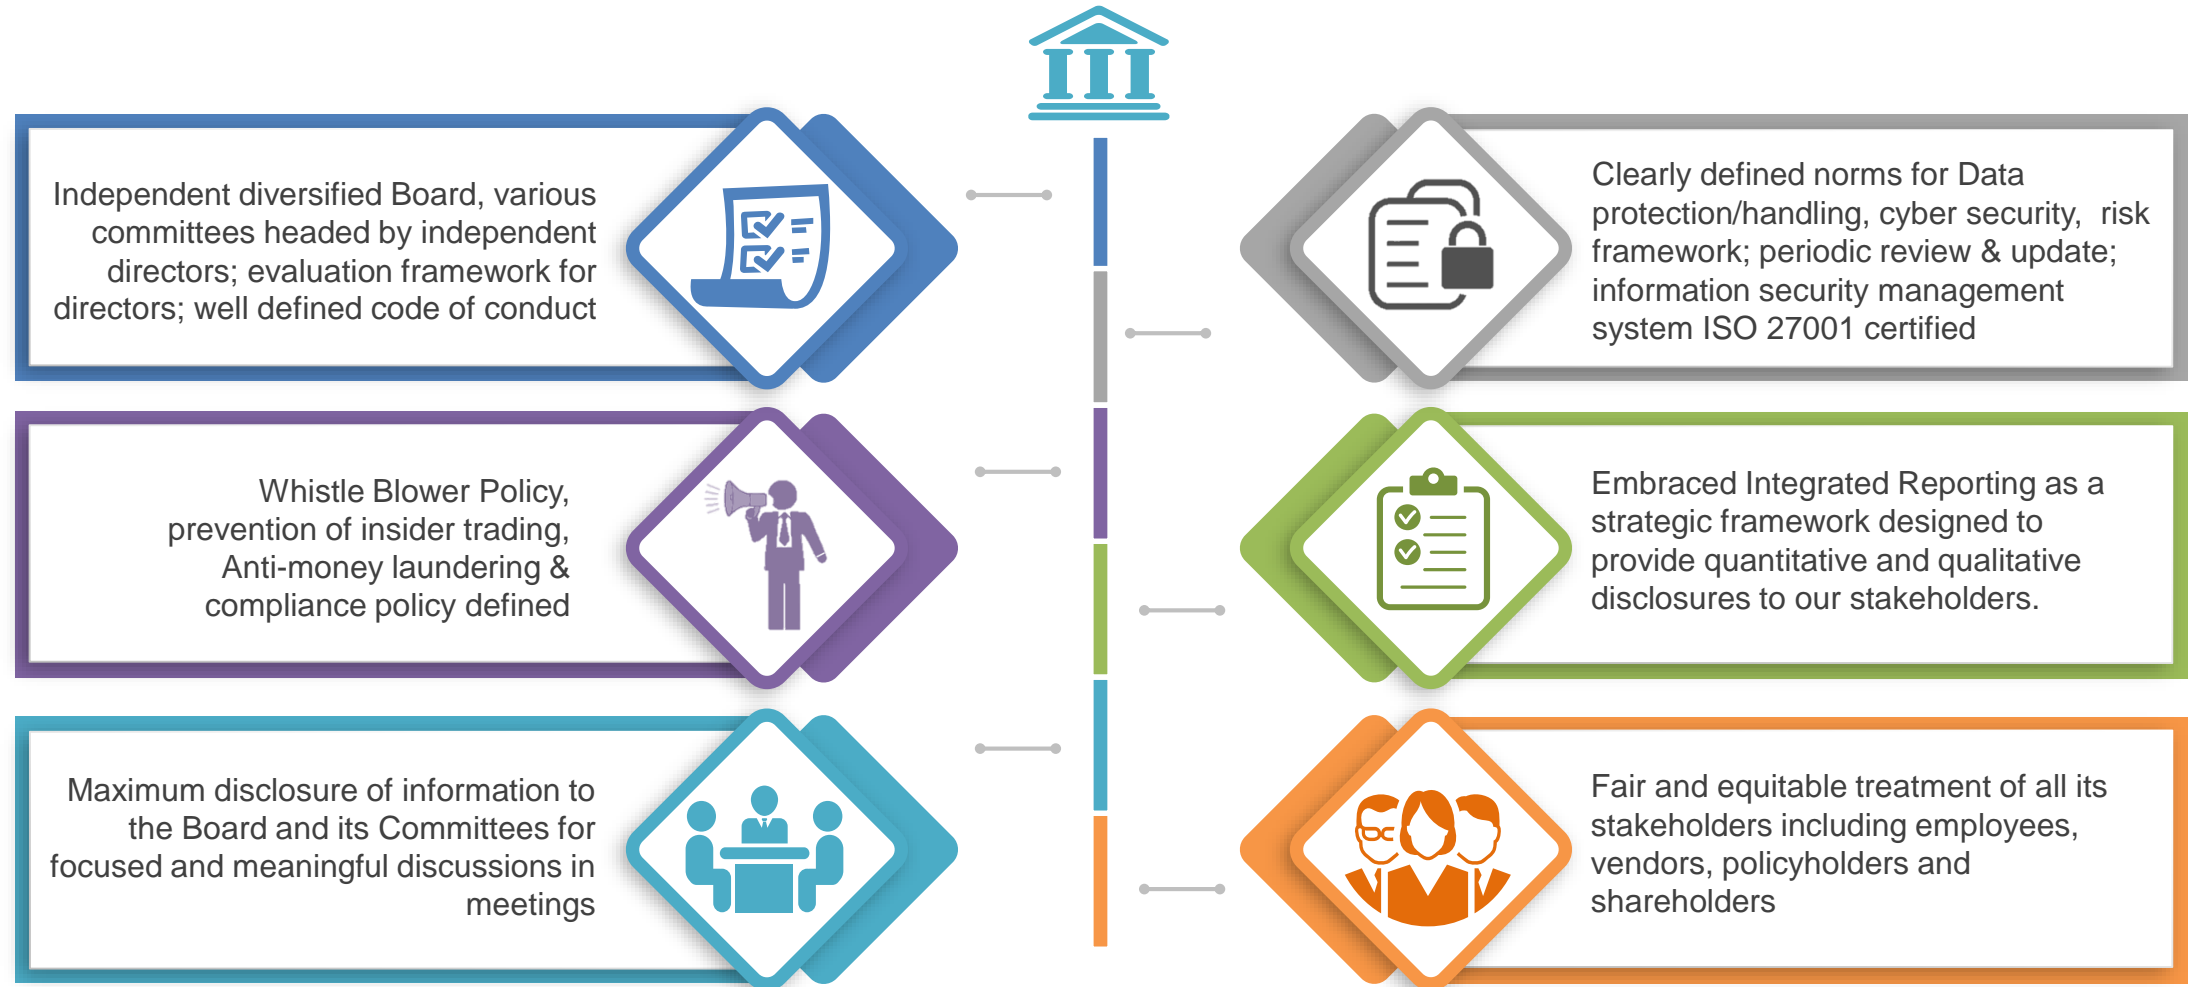 Independent diversified Board, various
committees headed by independent
directors; evaluation framework for
directors; well defined code of conduct
Clearly defined norms for Data
protection/handling, cyber security, risk
framework; periodic review & update;
information security management
system ISO 27001 certified
Whistle Blower Policy,
prevention of insider trading,
Anti-money laundering &
compliance policy defined
Embraced Integrated Reporting as a
strategic framework designed to
provide quantitative and qualitative
disclosures to our stakeholders.
Maximum disclosure of information to
the Board and its Committees for
focused and meaningful discussions in
meetings
Fair and equitable treatment of all its
stakeholders including employees,
vendors, policyholders and
shareholders